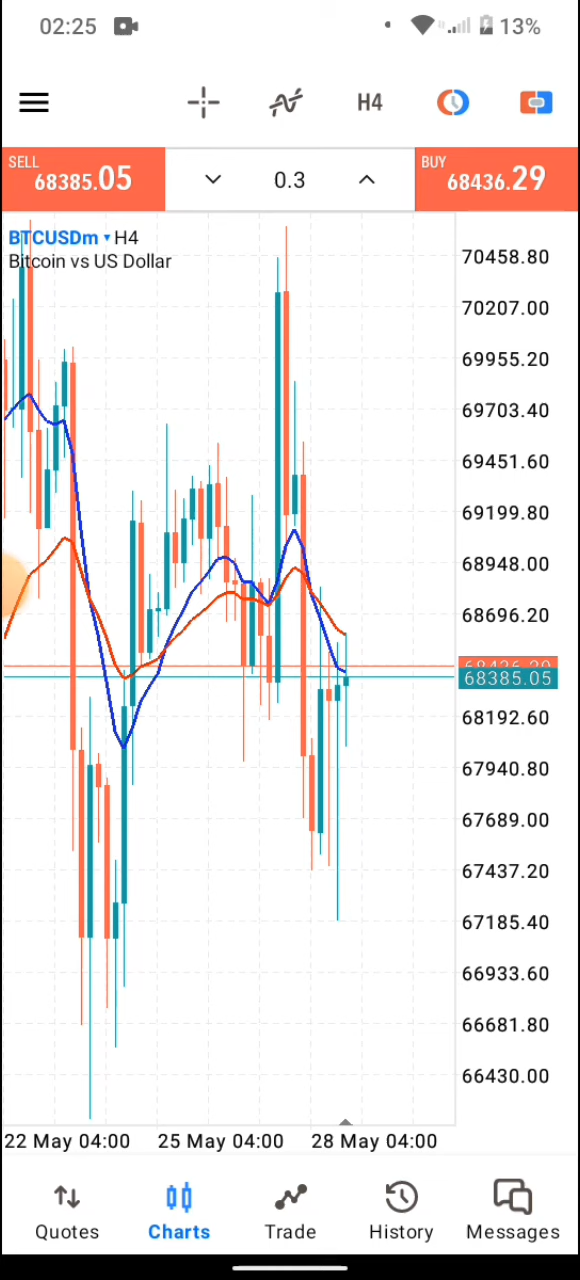 02:25
13%
H4
SELL
68385.05
0.3
BUY
68436.29
BTCUSDm ▾ H4
Bitcoin vs US Dollar
70458.80
70207.00
69955.20
69703.40
69451.60
69199.80
68948.00
68696.20
68436.29
68385.05
68192.60
67940.80
67689.00
67437.20
67185.40
66933.60
66681.80
66430.00
22 May 04:00
25 May 04:00
28 May 04:00
Quotes
Charts
Trade
History
Messages